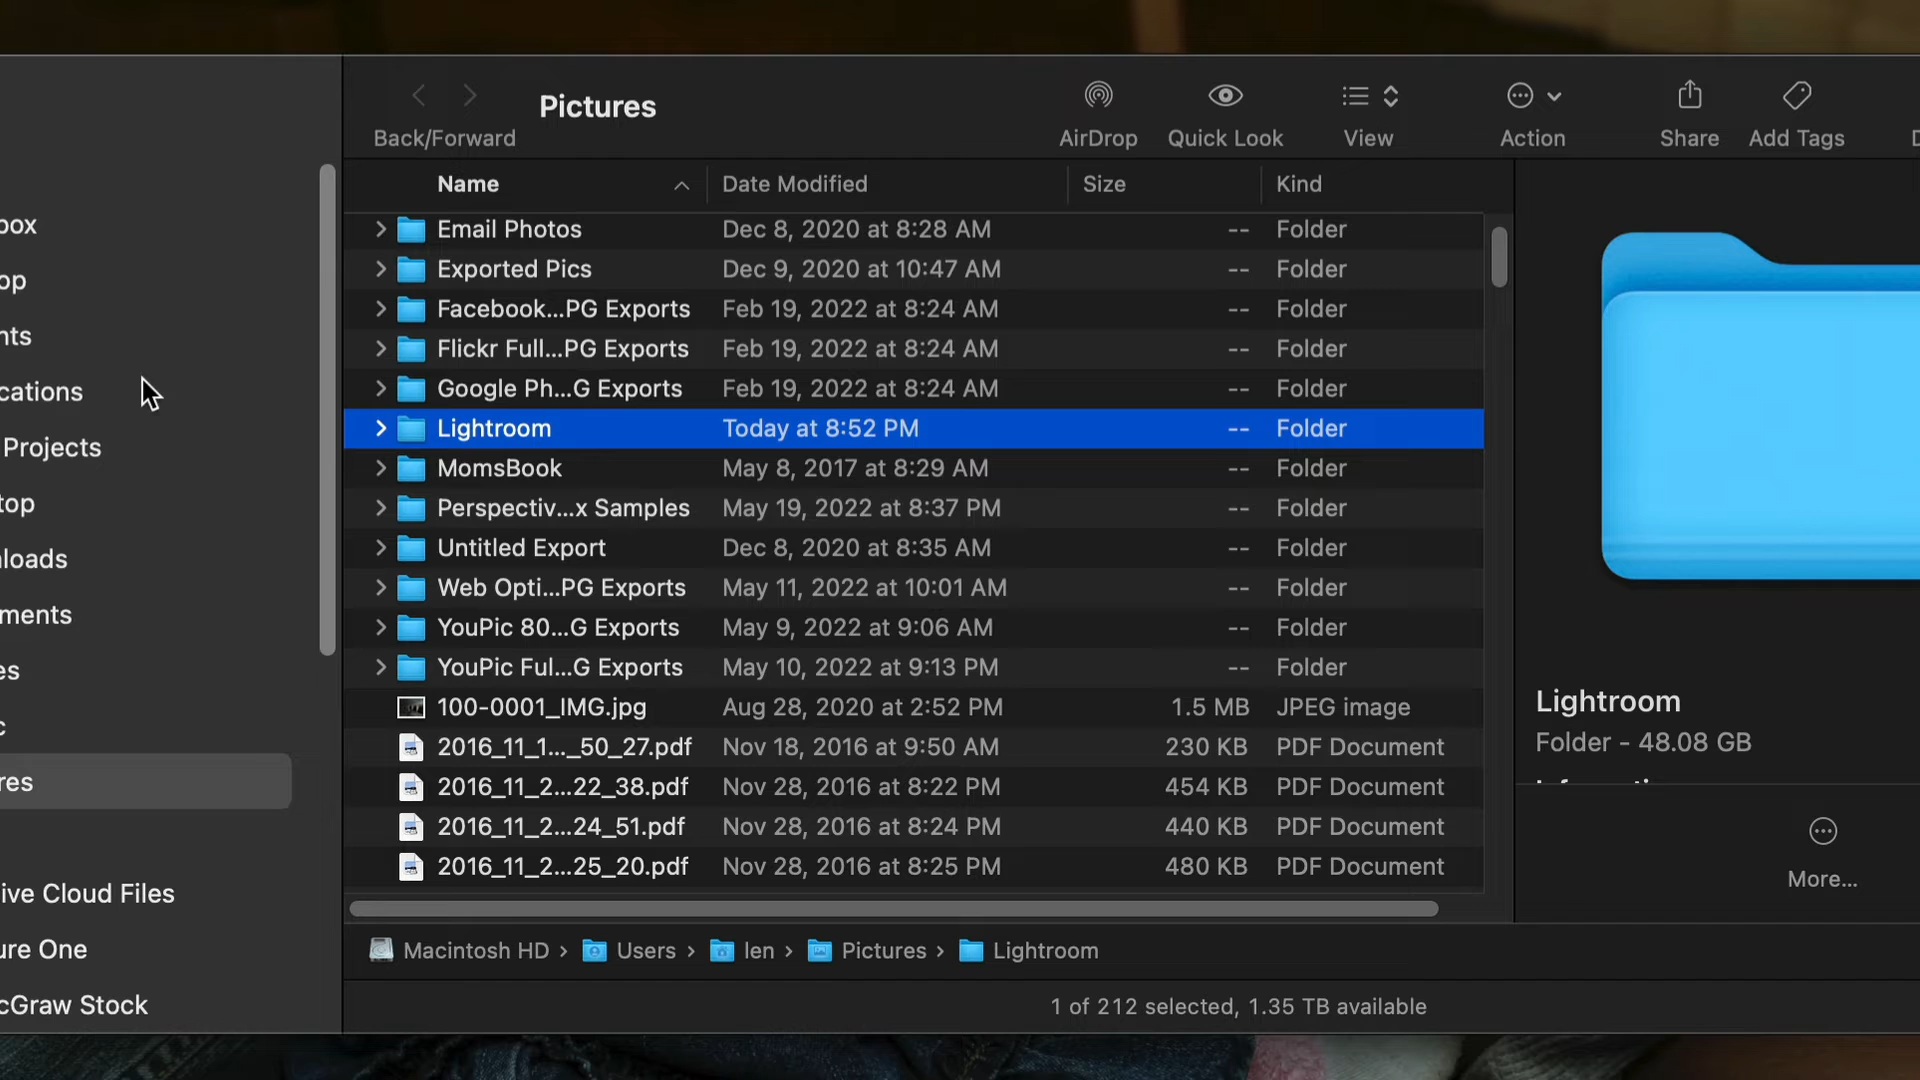 Pictures
Back/Forward
AirDrop
Quick Look
View
Action
Share
Add Tags
Name
Date Modified
Size
Kind
Email Photos Dec 8, 2020 at 8:28 AM -- Folder
Exported Pics Dec 9, 2020 at 10:47 AM -- Folder
Facebook...PG Exports Feb 19, 2022 at 8:24 AM -- Folder
Flickr Full...PG Exports Feb 19, 2022 at 8:24 AM -- Folder
Google Ph...G Exports Feb 19, 2022 at 8:24 AM -- Folder
Lightroom Today at 8:52 PM -- Folder
MomsBook May 8, 2017 at 8:29 AM -- Folder
Perspectiv...x Samples May 19, 2022 at 8:37 PM -- Folder
Untitled Export Dec 8, 2020 at 8:35 AM -- Folder
Web Opti...PG Exports May 11, 2022 at 10:01 AM -- Folder
YouPic 80...G Exports May 9, 2022 at 9:06 AM -- Folder
YouPic Ful...G Exports May 10, 2022 at 9:13 PM -- Folder
100-0001_IMG.jpg Aug 28, 2020 at 2:52 PM 1.5 MB JPEG image
2016_11_1..._50_27.pdf Nov 18, 2016 at 9:50 AM 230 KB PDF Document
2016_11_2...22_38.pdf Nov 28, 2016 at 8:22 PM 454 KB PDF Document
2016_11_2...24_51.pdf Nov 28, 2016 at 8:24 PM 440 KB PDF Document
2016_11_2...25_20.pdf Nov 28, 2016 at 8:25 PM 480 KB PDF Document
box
op
nts
cations
Projects
top
loads
ments
es
c
res
ive Cloud Files
ure One
cGraw Stock
Lightroom
Folder - 48.08 GB
More...
Macintosh HD › Users › len › Pictures › Lightroom
1 of 212 selected, 1.35 TB available